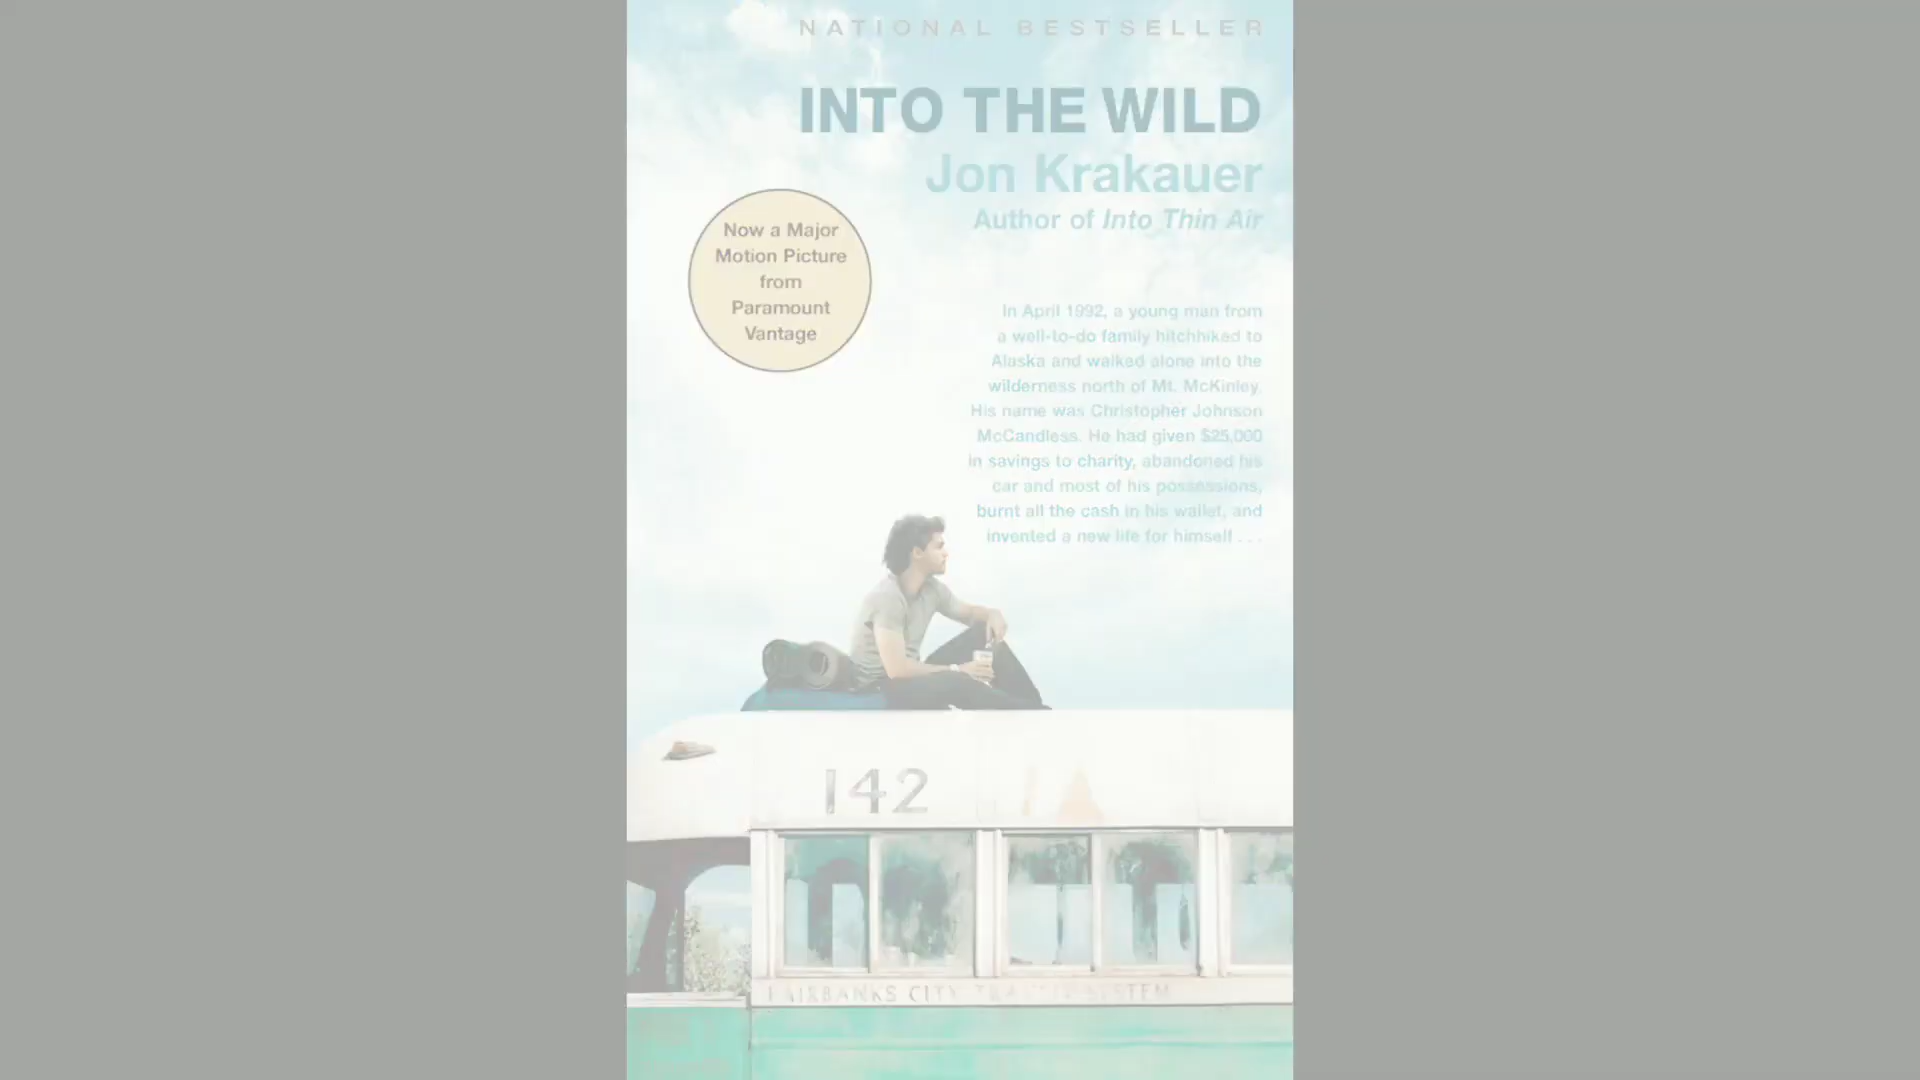 NATIONAL BESTSELLER
INTO THE WILD
Jon Krakauer
Author of Into Thin Air
Now a Major
Motion Picture
from
Paramount
Vantage
In April 1992, a young man from
a well-to-do family hitchhiked to
Alaska and walked alone into the
wilderness north of Mt. McKinley.
His name was Christopher Johnson
McCandless. He had given $25,000
in savings to charity, abandoned his
car and most of his possessions,
burnt all the cash in his wallet, and
invented a new life for himself . . .
142
FAIRBANKS CITY TRANSIT SYSTEM